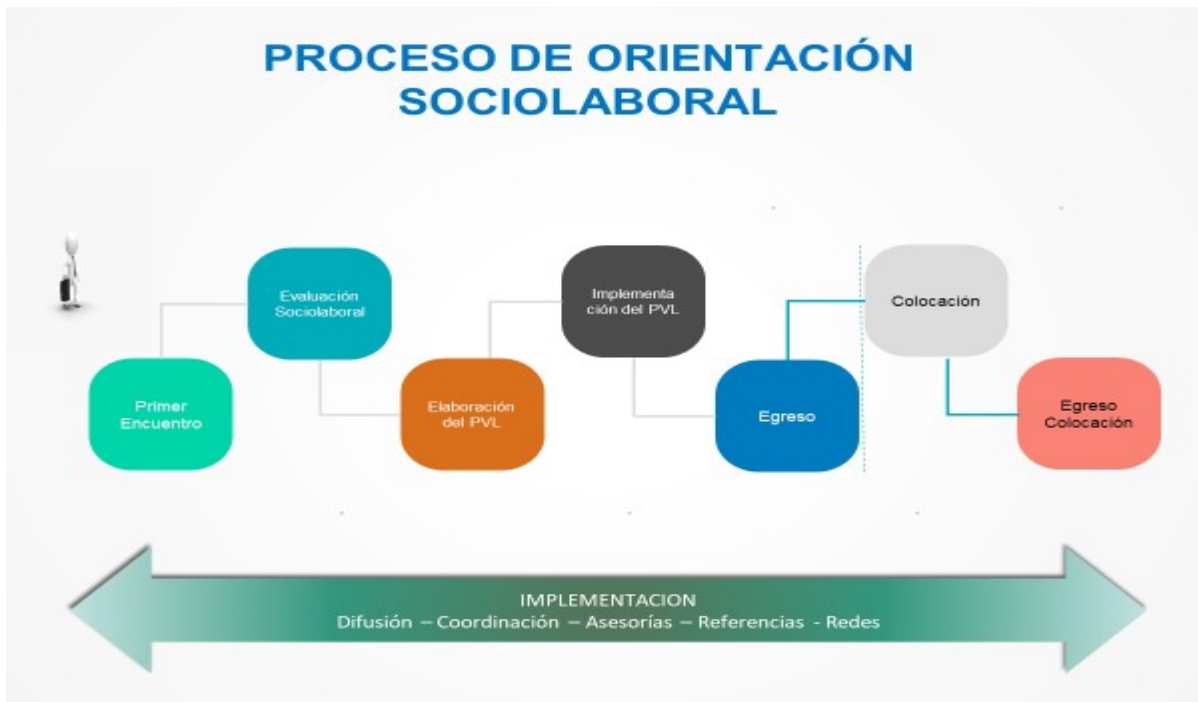 PROCESO DE ORIENTACIÓN
SOCIOLABORAL
Primer
Encuentro
Evaluación
Sociolaboral
Elaboración
del PVL
Implementa
ción del PVL
Egreso
Colocación
Egreso
Colocación
IMPLEMENTACION
Difusión – Coordinación – Asesorías – Referencias - Redes